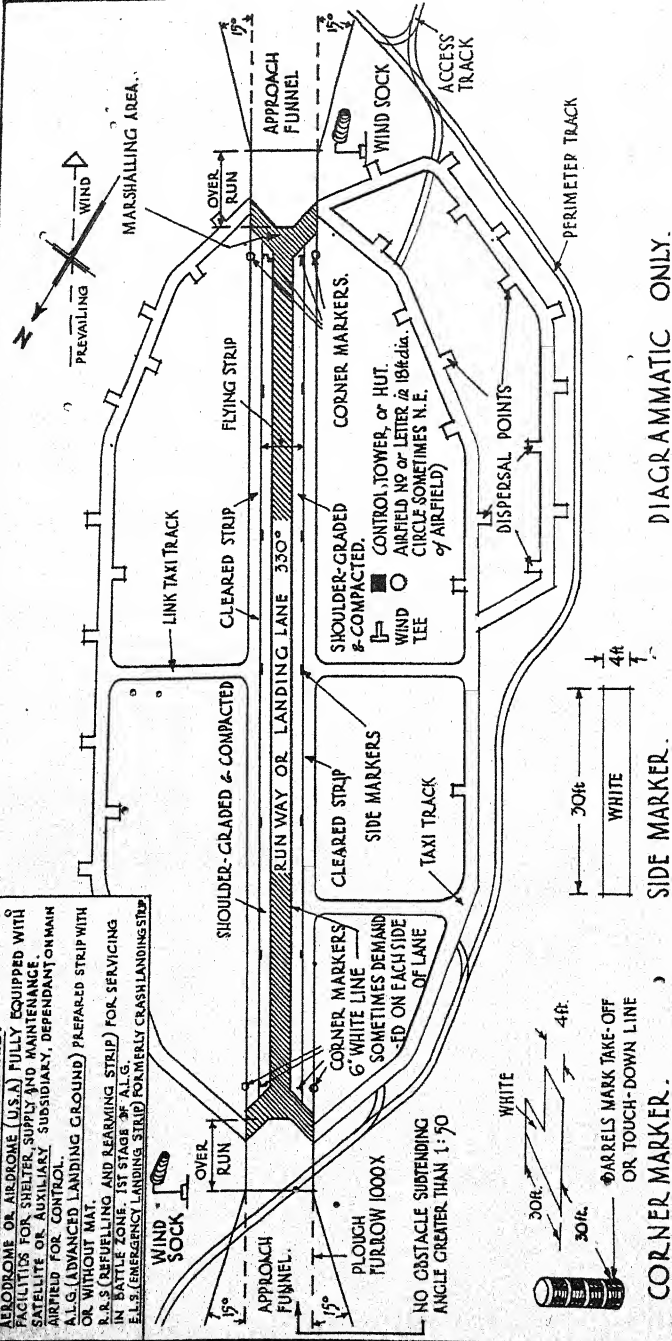 AERODROME OR AIRDROME (U.S.A) FULLY EQUIPPED WITH
FACILITIES FOR SHELTER, SUPPLY AND MAINTENANCE.
SATELLITE OR AUXILIARY SUBSIDIARY, DEPENDANT ON MAIN
AIRFIELD FOR CONTROL.
A.L.G. (ADVANCED LANDING GROUND) PREPARED STRIP WITH
OR WITHOUT MAT.
R.R.S (REFUELLING AND REARMING STRIP) FOR SERVICING
IN BATTLE ZONE. 1ST STAGE OF A.L.G.
E.L.S. (EMERGENCY LANDING STRIP) FORMERLY CRASH LANDING STRIP
N
PREVAILING WIND
MARSHALLING AREA.
LINK TAXI TRACK
OVER
RUN
15°
APPROACH
FUNNEL
15°
WIND SOCK
ACCESS
TRACK
PERIMETER TRACK
WIND
SOCK
OVER
RUN
15°
APPROACH
FUNNEL.
15°
SHOULDER-GRADED & COMPACTED
CLEARED STRIP
FLYING STRIP
RUN WAY OR LANDING LANE 330°
CORNER MARKERS.
SHOULDER-GRADED
& COMPACTED.
WIND
TEE
CONTROL TOWER, or HUT.
AIRFIELD Nº or LETTER in 18ft dia.
CIRCLE SOMETIMES N.E.
of AIRFIELD)
CLEARED STRIP
SIDE MARKERS
TAXI TRACK
CORNER MARKERS
6" WHITE LINE
SOMETIMES DEMAND
-ED ON EACH SIDE
OF LANE
DISPERSAL POINTS
PLOUGH
FURROW 1000X
NO OBSTACLE SUBTENDING
ANGLE GREATER THAN 1:50
WHITE
30ft.
30ft.
4ft.
BARRELS MARK TAKE-OFF
OR TOUCH-DOWN LINE
CORNER MARKER.
30ft
WHITE
4ft
SIDE MARKER.
DIAGRAMMATIC ONLY.